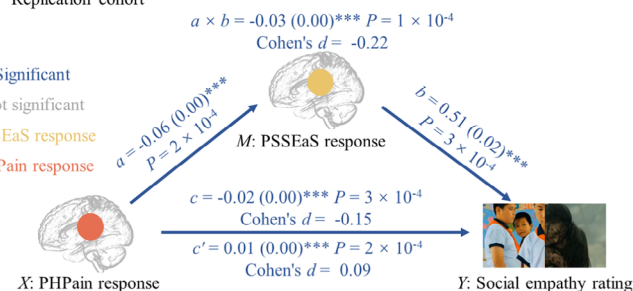 Replication cohort
a × b = -0.03 (0.00)*** P = 1 × 10⁻⁴
Cohen's d = -0.22
Significant
not significant
EaS response
Pain response
a = -0.06 (0.00)***
P = 2 × 10⁻⁴
b = 0.51 (0.02)***
P = 3 × 10⁻⁴
M: PSSEaS response
c = -0.02 (0.00)*** P = 3 × 10⁻⁴
Cohen's d = -0.15
c′ = 0.01 (0.00)*** P = 2 × 10⁻⁴
Cohen's d = 0.09
X: PHPain response
Y: Social empathy rating